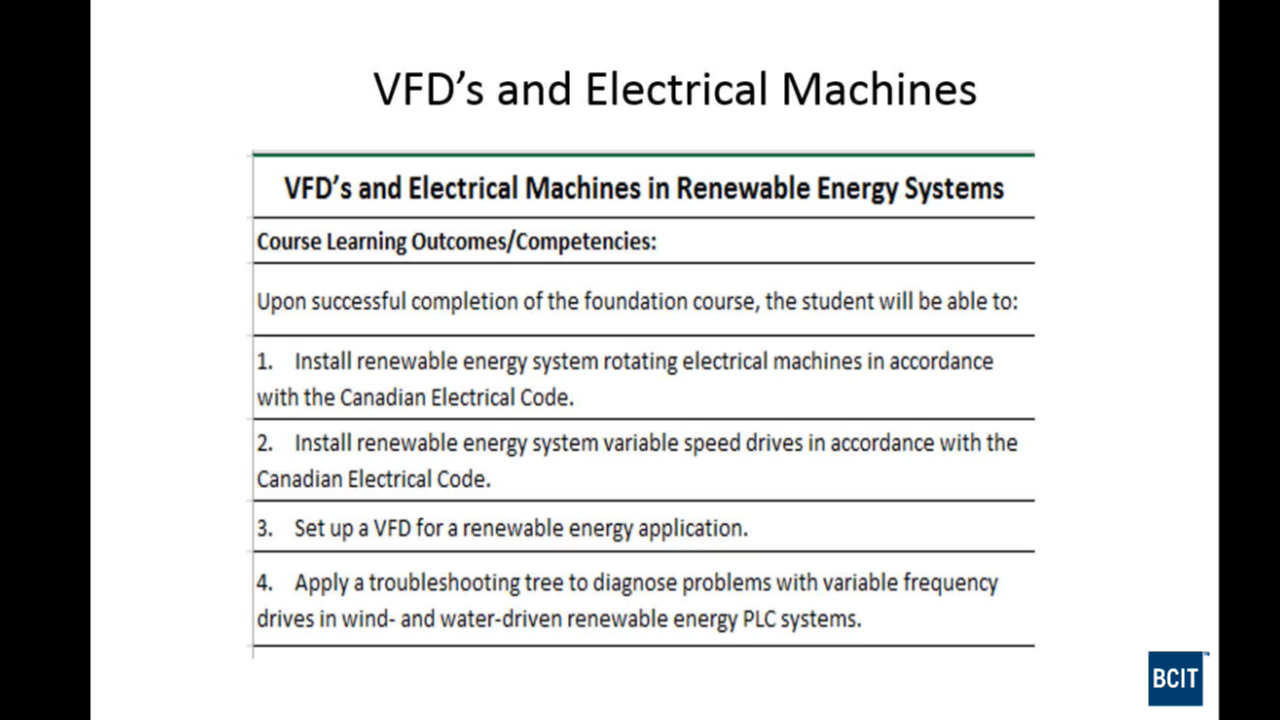 VFD's and Electrical Machines
VFD's and Electrical Machines in Renewable Energy Systems
Course Learning Outcomes/Competencies:
Upon successful completion of the foundation course, the student will be able to:
1. Install renewable energy system rotating electrical machines in accordance
with the Canadian Electrical Code.
2. Install renewable energy system variable speed drives in accordance with the
Canadian Electrical Code.
3. Set up a VFD for a renewable energy application.
4. Apply a troubleshooting tree to diagnose problems with variable frequency
drives in wind- and water-driven renewable energy PLC systems.
BCIT™